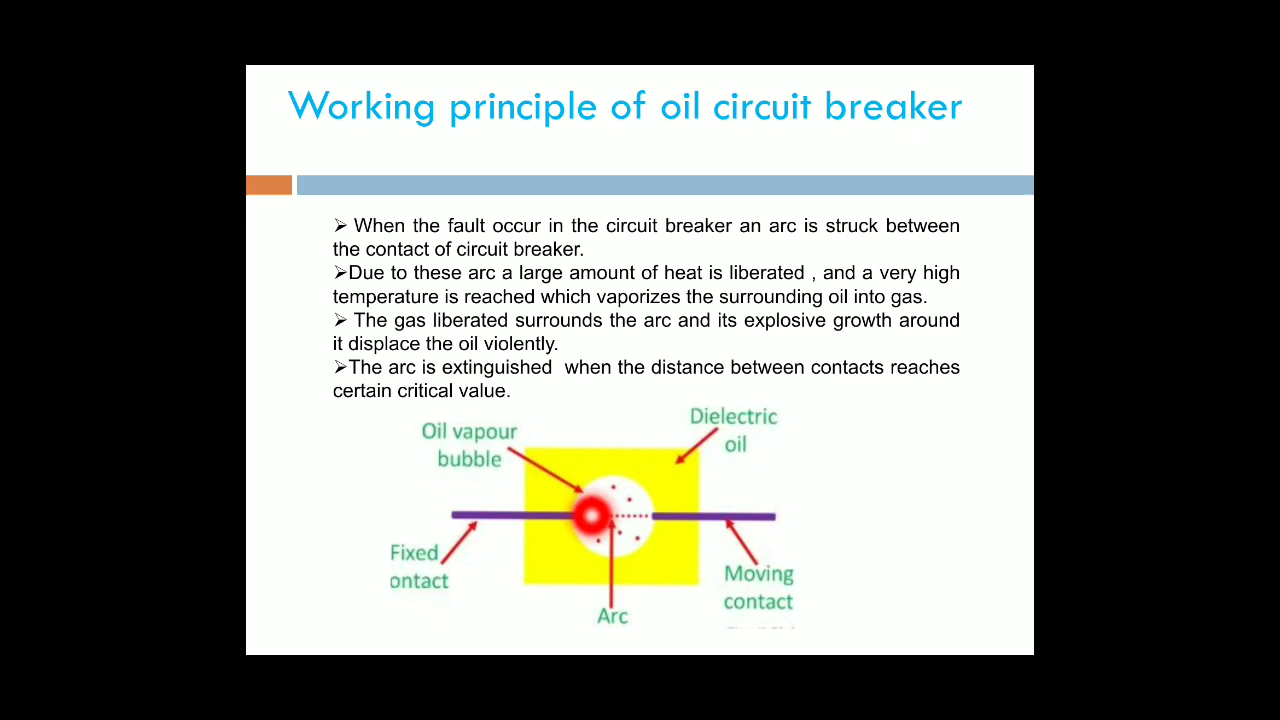 Working principle of oil circuit breaker
➢ When the fault occur in the circuit breaker an arc is struck between
the contact of circuit breaker.
➢Due to these arc a large amount of heat is liberated , and a very high
temperature is reached which vaporizes the surrounding oil into gas.
➢ The gas liberated surrounds the arc and its explosive growth around
it displace the oil violently.
➢The arc is extinguished  when the distance between contacts reaches
certain critical value.
Oil vapour
bubble
Dielectric
oil
Fixed
ontact
Arc
Moving
contact